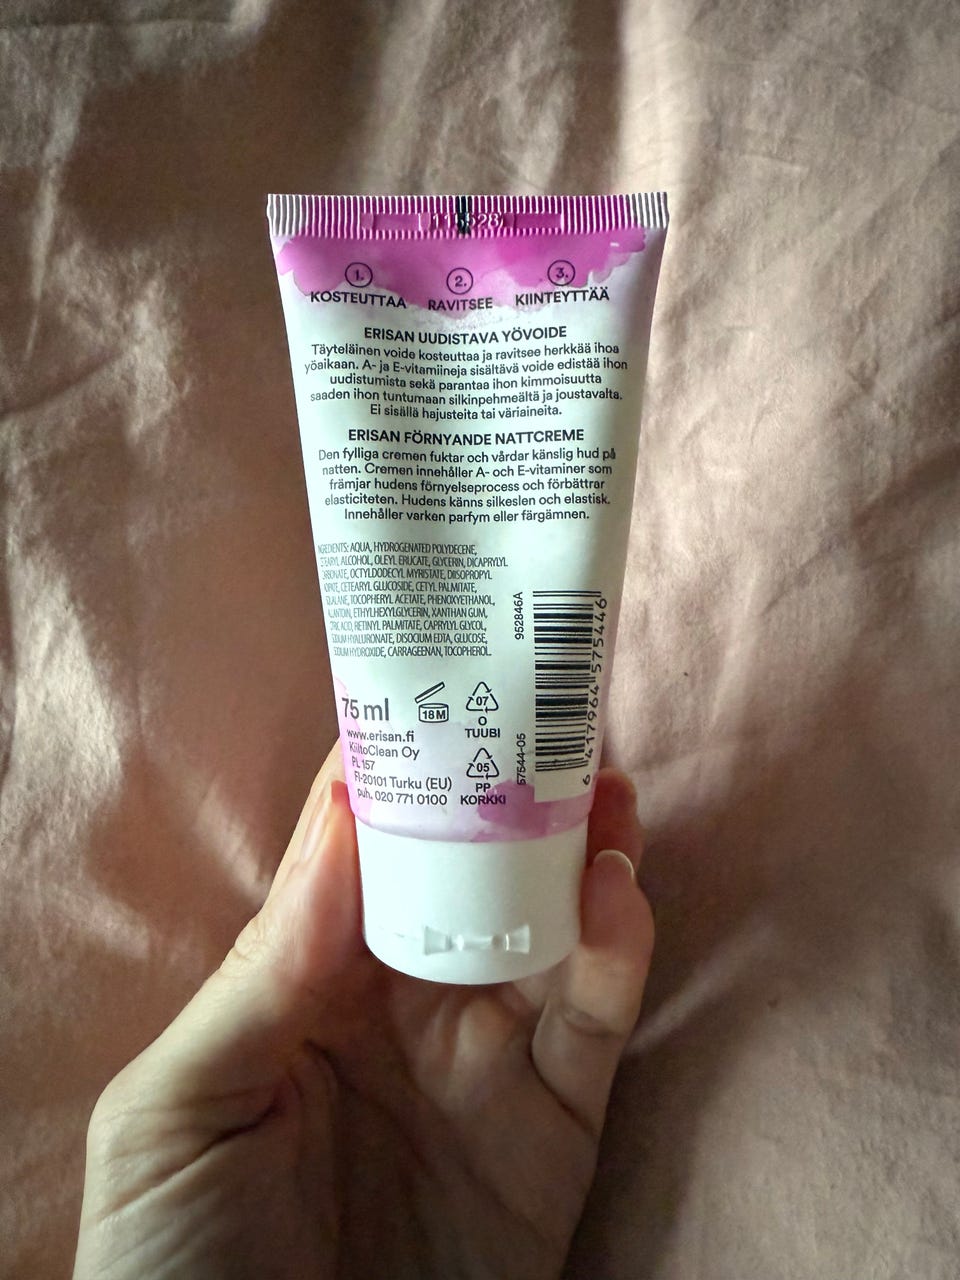 1. 2. 3.
KOSTEUTTAA RAVITSEE KIINTEYTTÄÄ
ERISAN UUDISTAVA YÖVOIDE
Täyteläinen voide kosteuttaa ja ravitsee herkkää ihoa
yöaikaan. A- ja E-vitamiineja sisältävä voide edistää ihon
uudistumista sekä parantaa ihon kimmoisuutta
saaden ihon tuntumaan silkinpehmeältä ja joustavalta.
Ei sisällä hajusteita tai väriaineita.
ERISAN FÖRNYANDE NATTCREME
Den fylliga cremen fuktar och vårdar känslig hud på
natten. Cremen innehåller A- och E-vitaminer som
främjar hudens förnyelseprocess och förbättrar
elasticiteten. Hudens känns silkeslen och elastisk.
Innehåller varken parfym eller färgämnen.
AQUA, HYDROGENATED POLYDECENE,
ALCOHOL, OLEYL ERUCATE, GLYCERIN, DICAPRYLYL
OCTYLDODECYL MYRISTATE, DIISOPROPYL
CETEARYL GLUCOSIDE, CETYL PALMITATE,
TOCOPHERYL ACETATE, PHENOXYETHANOL,
ETHYLHEXYLGLYCERIN, XANTHAN GUM,
ACID, RETINYL PALMITATE, CAPRYLYL GLYCOL,
HYALURONATE, DISOCIUM EDTA, GLUCOSE,
HYDROXIDE, CARRAGEENAN, TOCOPHEROL.
952846A
6 417964 575446
57544-05
75 ml
18M
07
O
TUUBI
05
PP
KORKKI
www.erisan.fi
KiiltoClean Oy
PL 157
FI-20101 Turku (EU)
puh. 020 771 0100